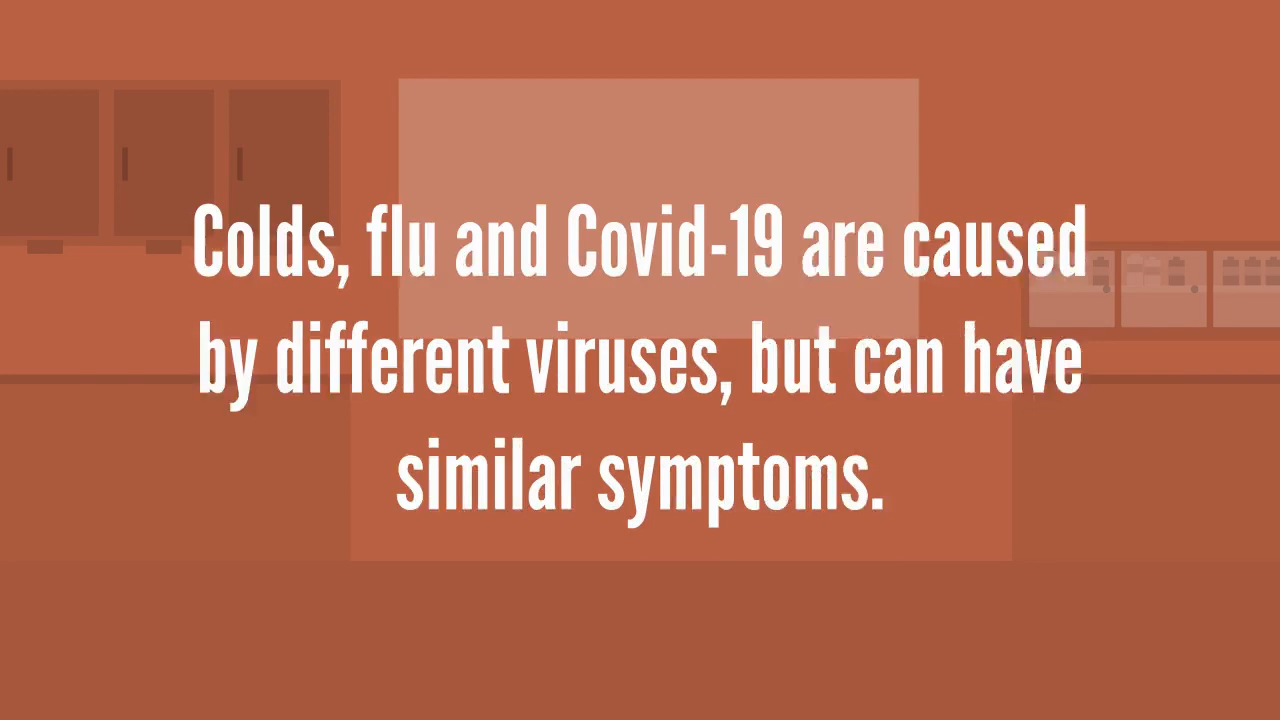 Colds, flu and Covid-19 are caused
by different viruses, but can have
similar symptoms.